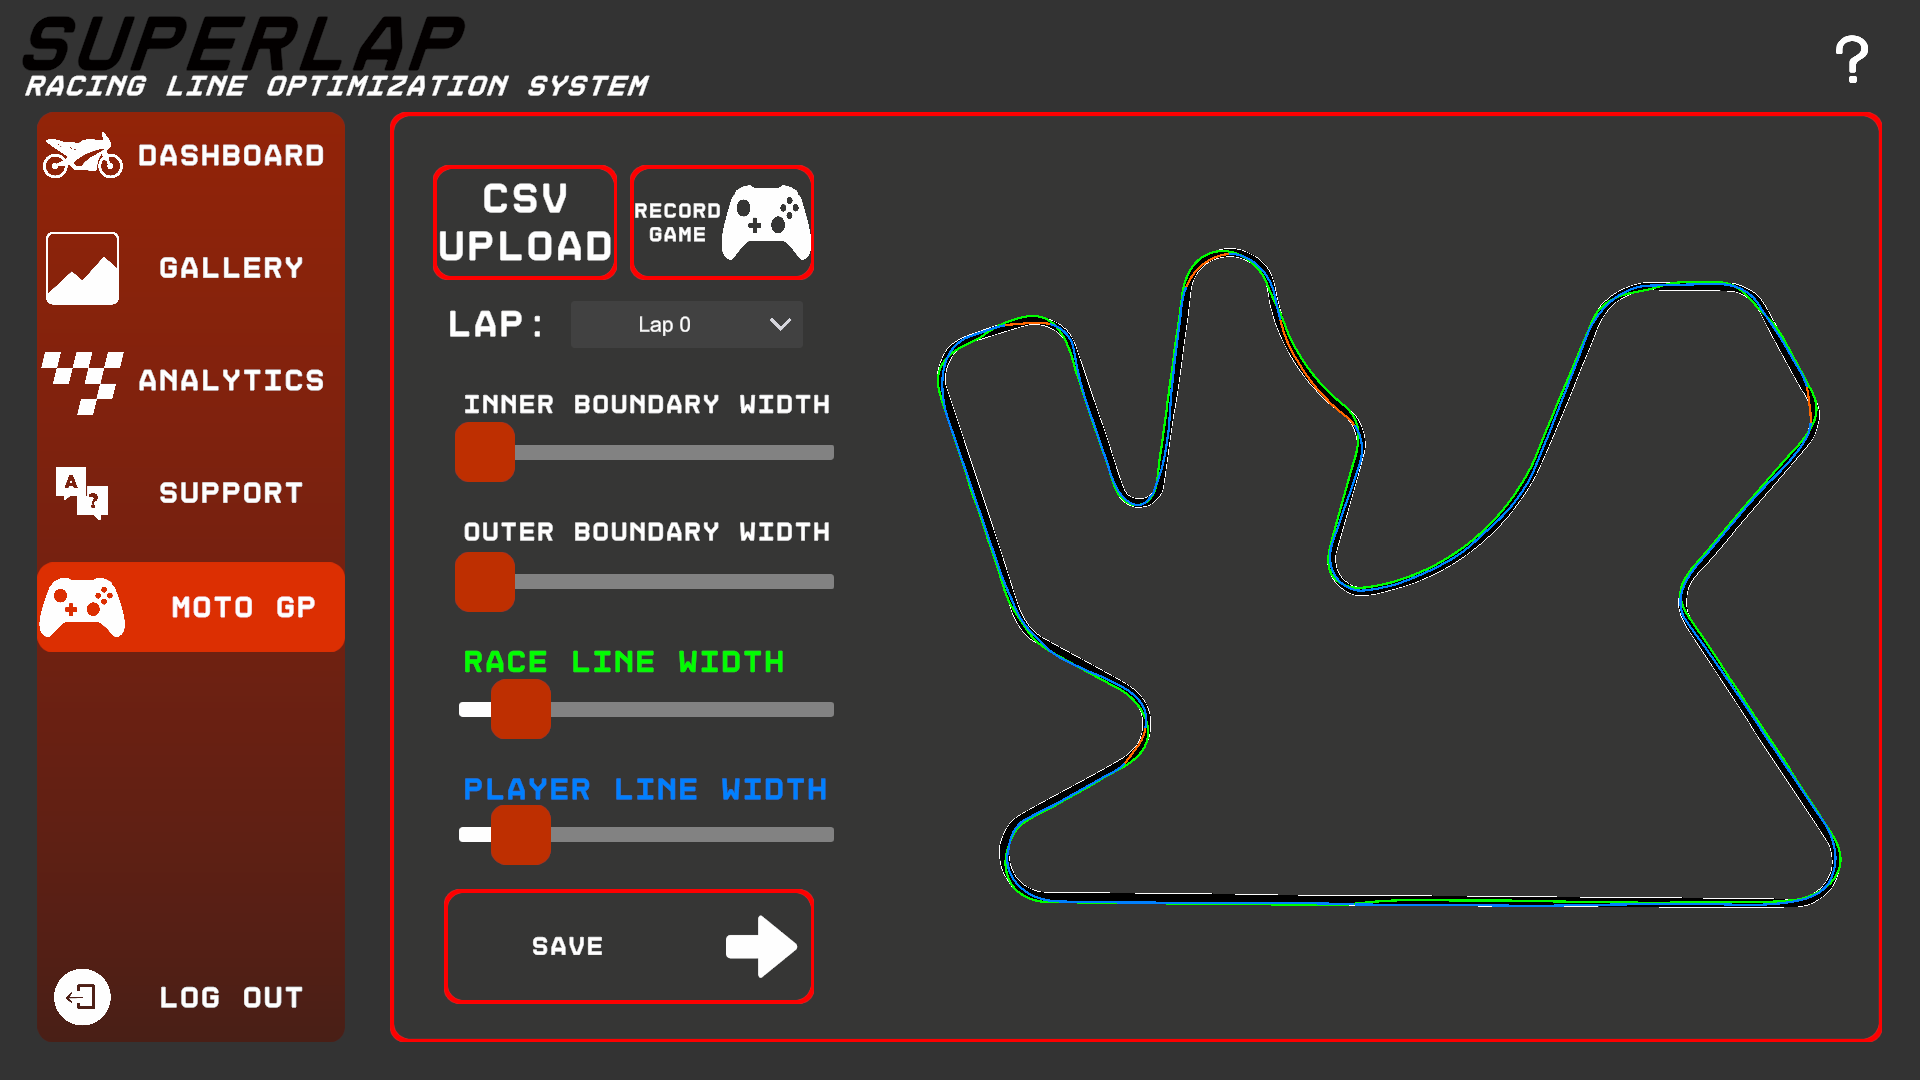 SUPERLAP
RACING LINE OPTIMIZATION SYSTEM
?
DASHBOARD
GALLERY
ANALYTICS
A
?
SUPPORT
MOTO GP
LOG OUT
CSV
UPLOAD
RECORD
GAME
LAP:
Lap 0
INNER BOUNDARY WIDTH
OUTER BOUNDARY WIDTH
RACE LINE WIDTH
PLAYER LINE WIDTH
SAVE